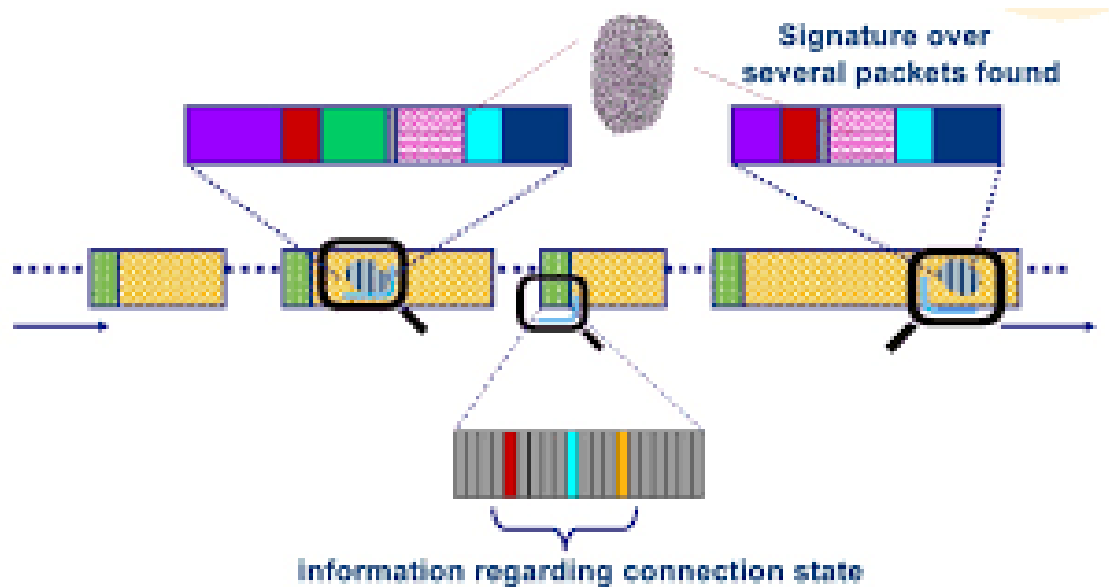 Signature over
several packets found
information regarding connection state